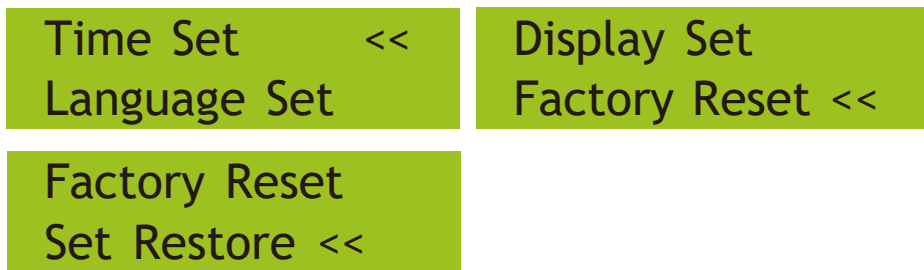 Time Set <<
Language Set
Display Set
Factory Reset <<
Factory Reset
Set Restore <<